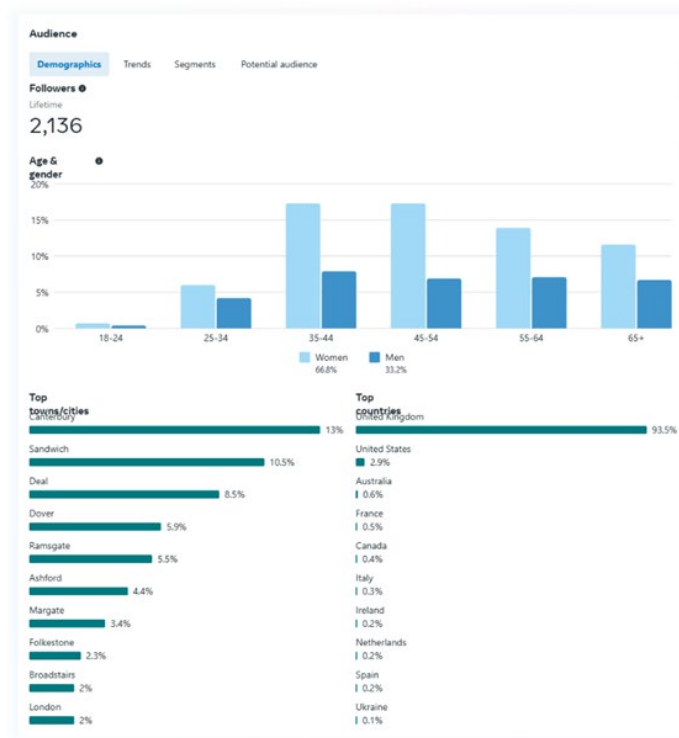 Audience
Demographics Trends Segments Potential audience
Followers
Lifetime
2,136
Age &
gender
20%
15%
10%
5%
0%
18-24 25-34 35-44 45-54 55-64 65+
Women Men
66.8% 33.2%
Top
towns/cities
Canterbury
13%
Sandwich
10.5%
Deal
8.5%
Dover
5.9%
Ramsgate
5.5%
Ashford
4.4%
Margate
3.4%
Folkestone
2.3%
Broadstairs
2%
London
2%
Top
countries
United Kingdom
93.5%
United States
2.9%
Australia
0.6%
France
0.5%
Canada
0.4%
Italy
0.3%
Ireland
0.2%
Netherlands
0.2%
Spain
0.2%
Ukraine
0.1%